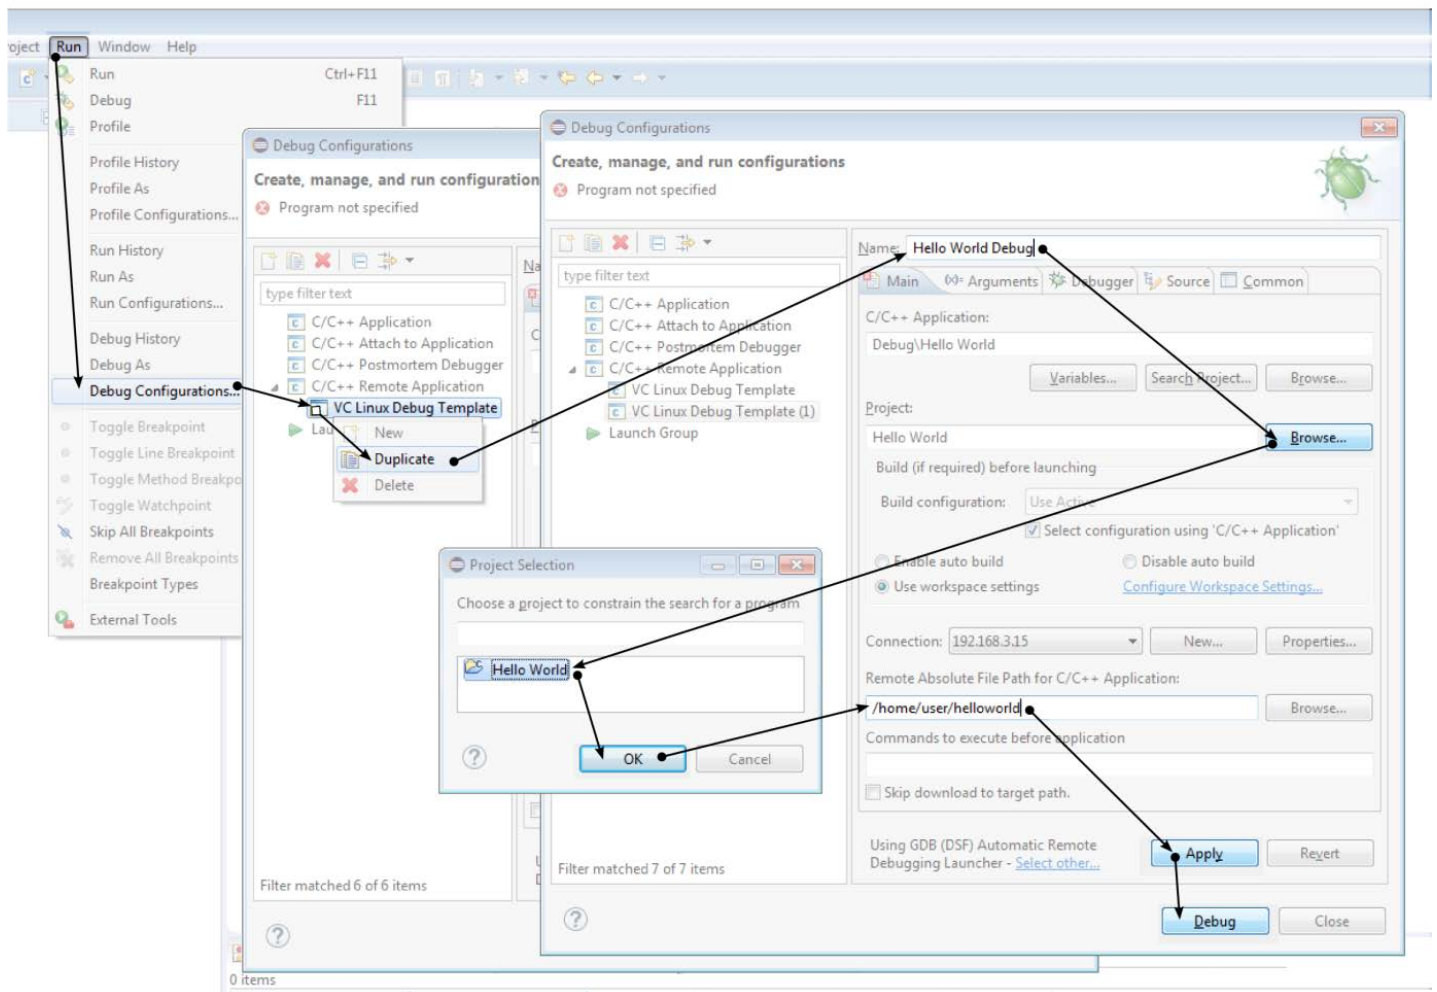 oject Run Window Help
Run Ctrl+F11
Debug F11
Profile
Profile History
Profile As
Profile Configurations...
Run History
Run As
Run Configurations...
Debug History
Debug As
Debug Configurations...
Toggle Breakpoint
Toggle Line Breakpoint
Toggle Method Breakpo
Toggle Watchpoint
Skip All Breakpoints
Remove All Breakpoints
Breakpoint Types
External Tools
Debug Configurations
Create, manage, and run configuration
Program not specified
Na
type filter text
C/C++ Application
C/C++ Attach to Application
C/C++ Postmortem Debugger
C/C++ Remote Application
VC Linux Debug Template
Lau
New
Duplicate
Delete
Filter matched 6 of 6 items
0 items
Project Selection
Choose a project to constrain the search for a program
Hello World
OK Cancel
Debug Configurations
Create, manage, and run configurations
Program not specified
type filter text
C/C++ Application
C/C++ Attach to Application
C/C++ Postmortem Debugger
C/C++ Remote Application
VC Linux Debug Template
VC Linux Debug Template (1)
Launch Group
Filter matched 7 of 7 items
Name: Hello World Debug
Main (x)= Arguments Debugger Source Common
C/C++ Application:
Debug\Hello World
Variables... Search Project... Browse...
Project:
Hello World Browse...
Build (if required) before launching
Build configuration: Use Active
Select configuration using 'C/C++ Application'
Enable auto build Disable auto build
Use workspace settings Configure Workspace Settings...
Connection: 192.168.3.15 New... Properties...
Remote Absolute File Path for C/C++ Application:
/home/user/helloworld Browse...
Commands to execute before application
Skip download to target path.
Using GDB (DSF) Automatic Remote
Debugging Launcher - Select other...
Apply Revert
Debug Close